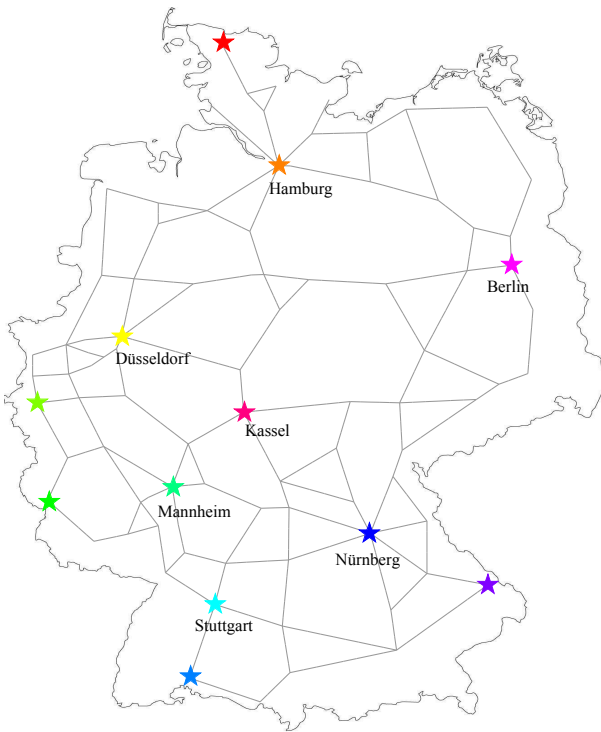 Hamburg
Berlin
Düsseldorf
Kassel
Mannheim
Nürnberg
Stuttgart